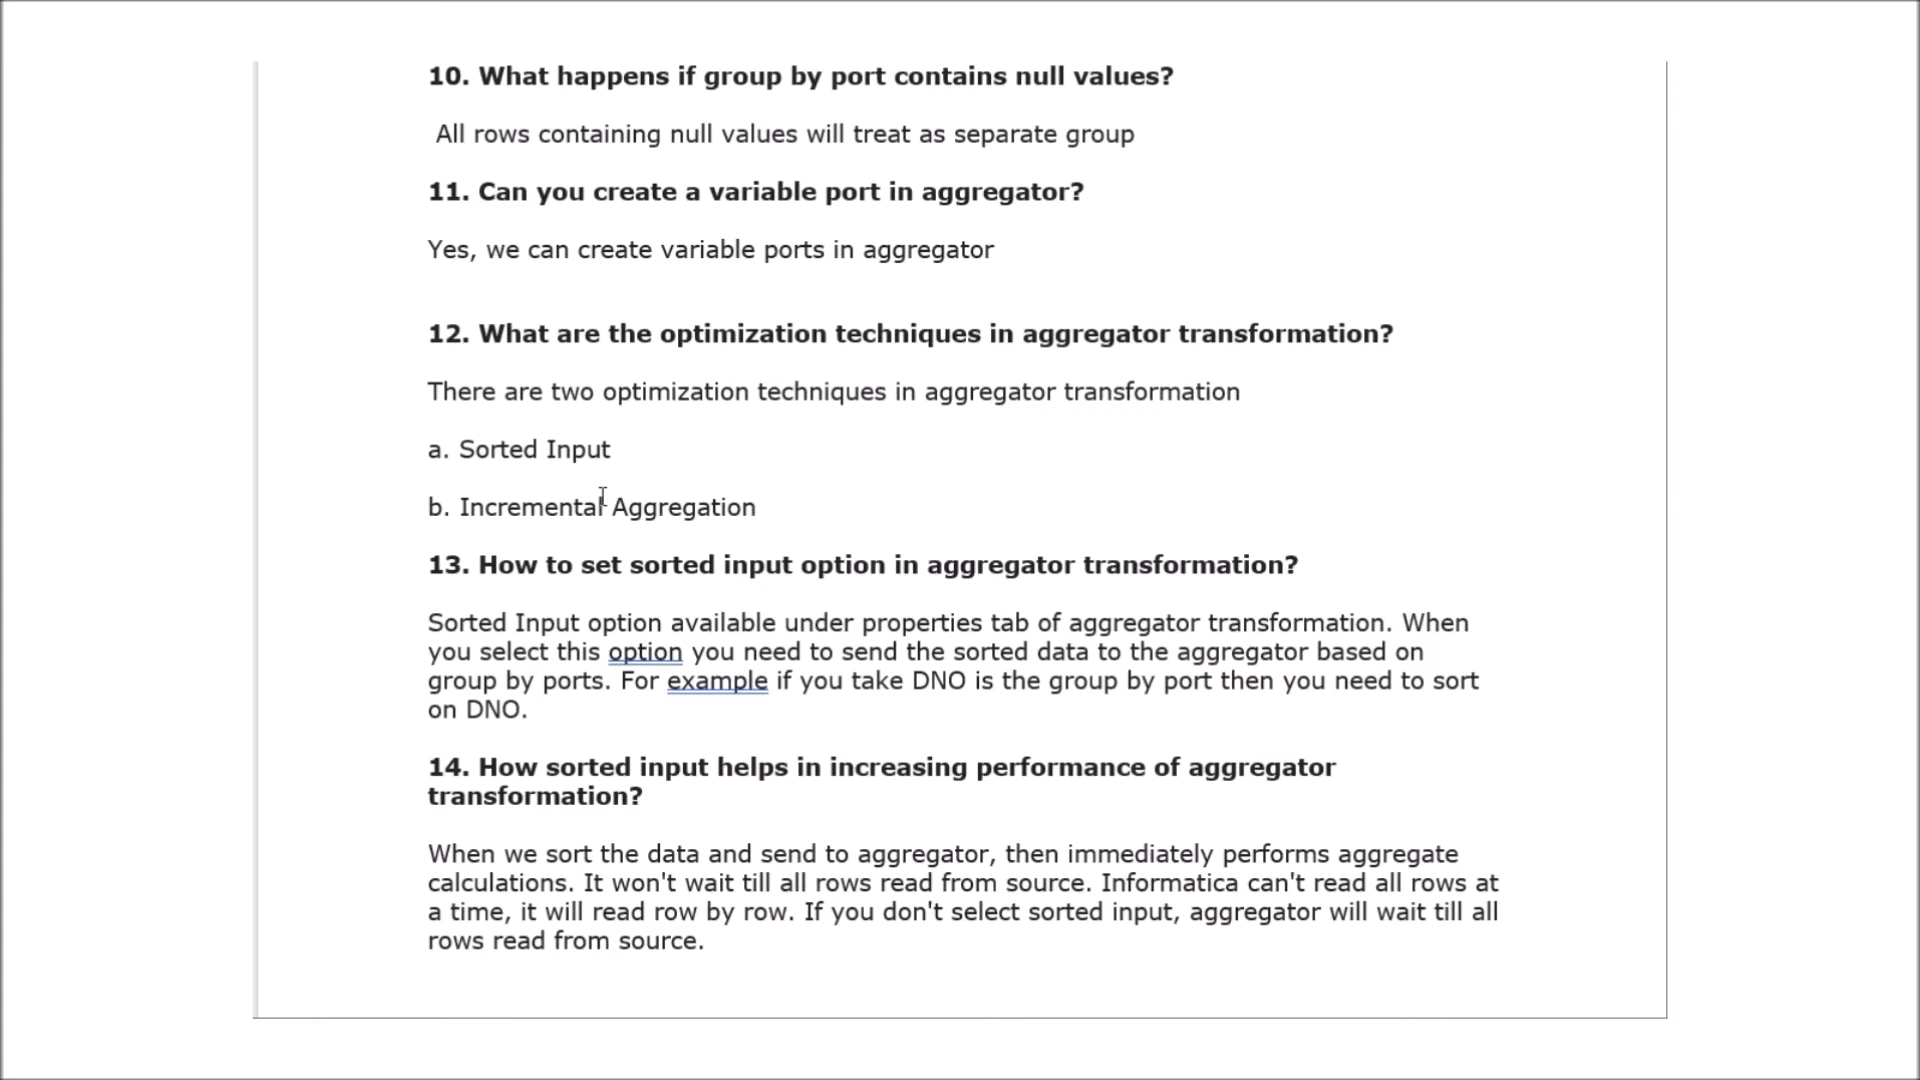 10. What happens if group by port contains null values?
All rows containing null values will treat as separate group
11. Can you create a variable port in aggregator?
Yes, we can create variable ports in aggregator
12. What are the optimization techniques in aggregator transformation?
There are two optimization techniques in aggregator transformation
a. Sorted Input
b. Incremental Aggregation
13. How to set sorted input option in aggregator transformation?
Sorted Input option available under properties tab of aggregator transformation. When
you select this option you need to send the sorted data to the aggregator based on
group by ports. For example if you take DNO is the group by port then you need to sort
on DNO.
14. How sorted input helps in increasing performance of aggregator
transformation?
When we sort the data and send to aggregator, then immediately performs aggregate
calculations. It won't wait till all rows read from source. Informatica can't read all rows at
a time, it will read row by row. If you don't select sorted input, aggregator will wait till all
rows read from source.